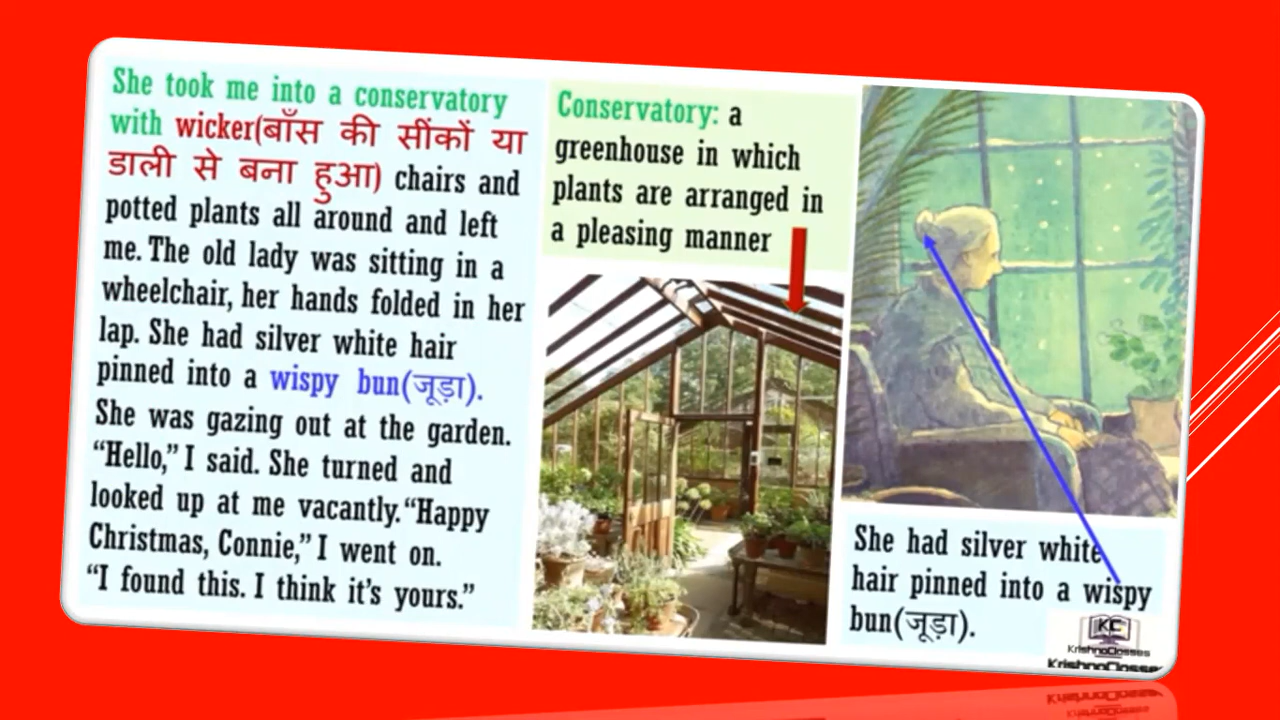 She took me into a conservatory
with wicker(बाँस की सींकों या
डाली से बना हुआ) chairs and
potted plants all around and left
me. The old lady was sitting in a
wheelchair, her hands folded in her
lap. She had silver white hair
pinned into a wispy bun(जूड़ा).
She was gazing out at the garden.
“Hello,” I said. She turned and
looked up at me vacantly.“Happy
Christmas, Connie,” I went on.
“I found this. I think it’s yours.”
Conservatory: a
greenhouse in which
plants are arranged in
a pleasing manner
She had silver white
hair pinned into a wispy
bun(जूड़ा).
KC
KrishnaClasses
KrishnaClasses